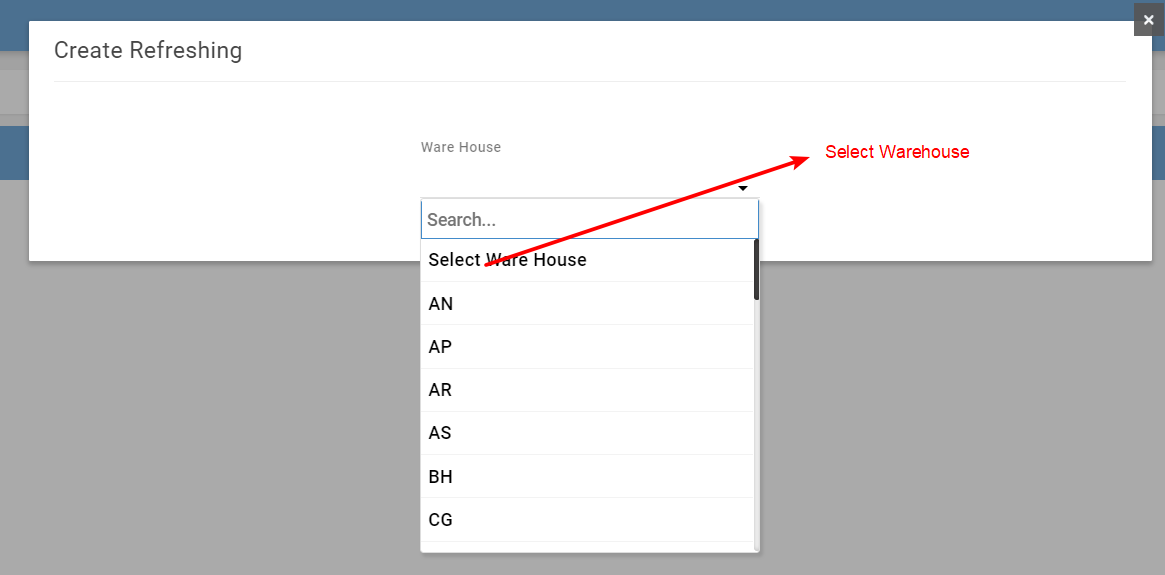 Create Refreshing
Ware House
Select Warehouse
Search...
Select Ware House
AN
AP
AR
AS
BH
CG